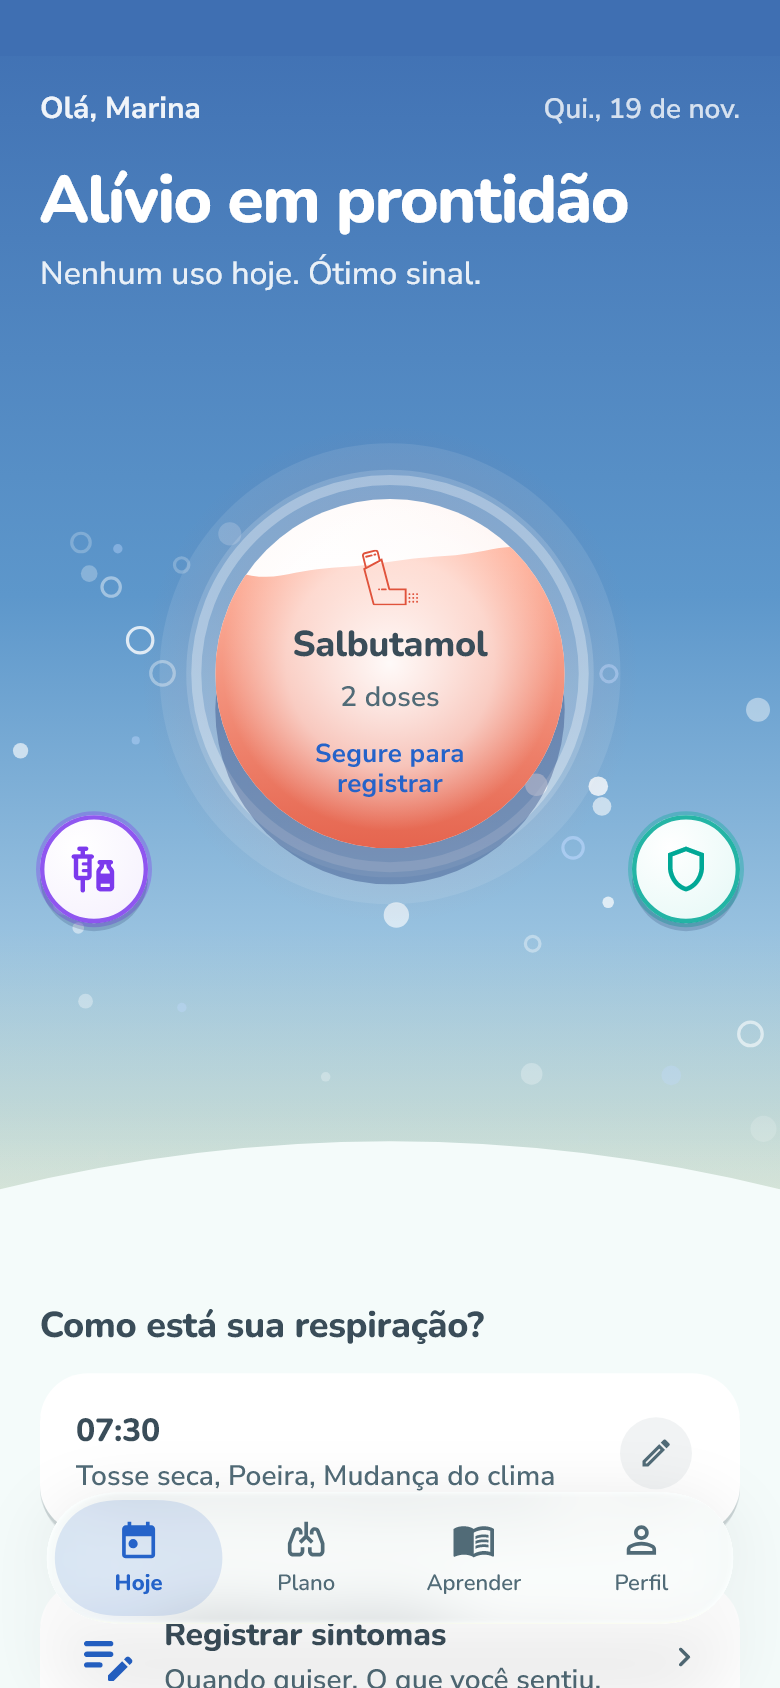 Olá, Marina
Qui., 19 de nov.
Alívio em prontidão
Nenhum uso hoje. Ótimo sinal.
Salbutamol
2 doses
Segure para
registrar
Como está sua respiração?
07:30
Tosse seca, Poeira, Mudança do clima
Hoje
Plano
Aprender
Perfil
Registrar sintomas
Quando quiser. O que você sentiu.